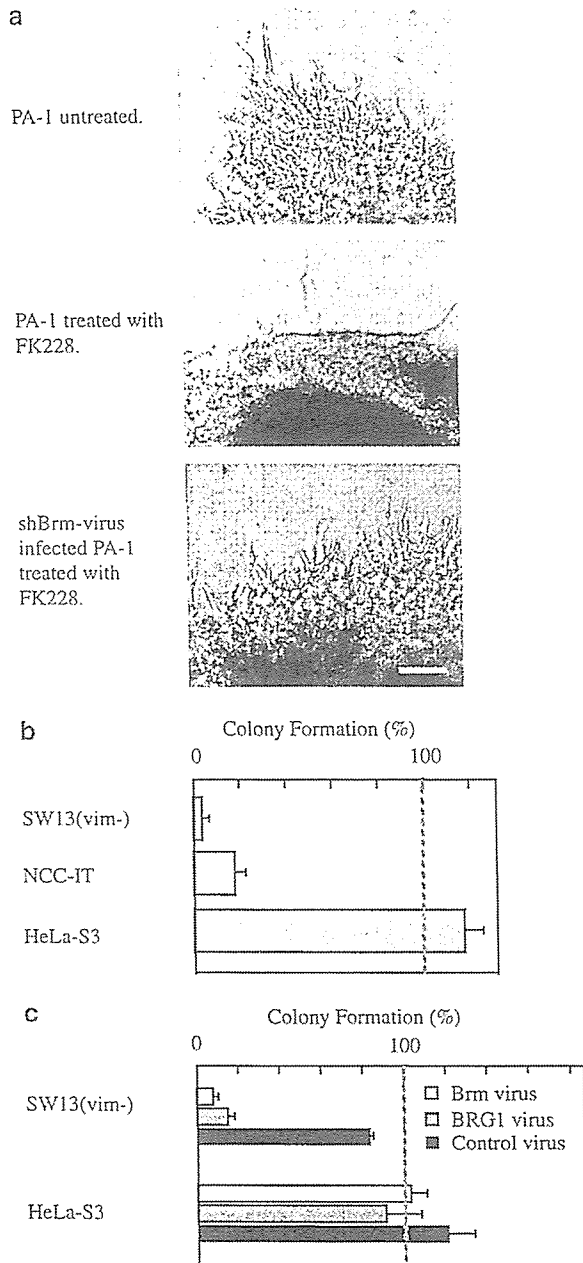 a
PA-1 untreated.
PA-1 treated with
FK228.
shBrm-virus
infected PA-1
treated with
FK228.
b
Colony Formation (%)
0 100
SW13(vim-)
NCC-IT
HeLa-S3
c
Colony Formation (%)
0 100
SW13(vim-)
Brm virus
BRG1 virus
Control virus
HeLa-S3